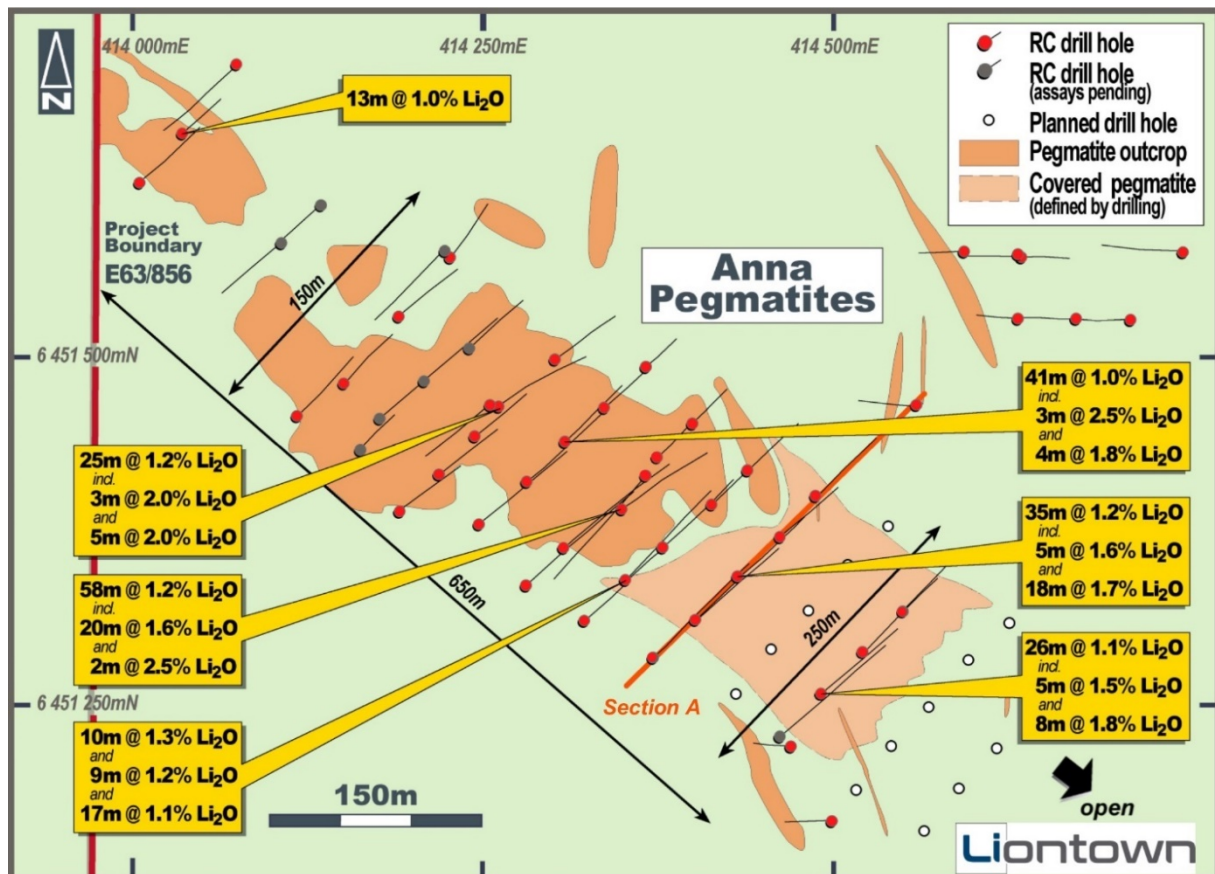 414 000mE
414 250mE
414 500mE
N
RC drill hole
RC drill hole
(assays pending)
Planned drill hole
Pegmatite outcrop
Covered pegmatite
(defined by drilling)
13m @ 1.0% Li₂O
Project
Boundary
E63/856
150m
Anna
Pegmatites
6 451 500mN
41m @ 1.0% Li₂O
incl.
3m @ 2.5% Li₂O
and
4m @ 1.8% Li₂O
25m @ 1.2% Li₂O
incl.
3m @ 2.0% Li₂O
and
5m @ 2.0% Li₂O
35m @ 1.2% Li₂O
incl.
5m @ 1.6% Li₂O
and
18m @ 1.7% Li₂O
58m @ 1.2% Li₂O
incl.
20m @ 1.6% Li₂O
and
2m @ 2.5% Li₂O
650m
250m
26m @ 1.1% Li₂O
incl.
5m @ 1.5% Li₂O
and
8m @ 1.8% Li₂O
Section A
6 451 250mN
10m @ 1.3% Li₂O
and
9m @ 1.2% Li₂O
and
17m @ 1.1% Li₂O
150m
open
Liontown